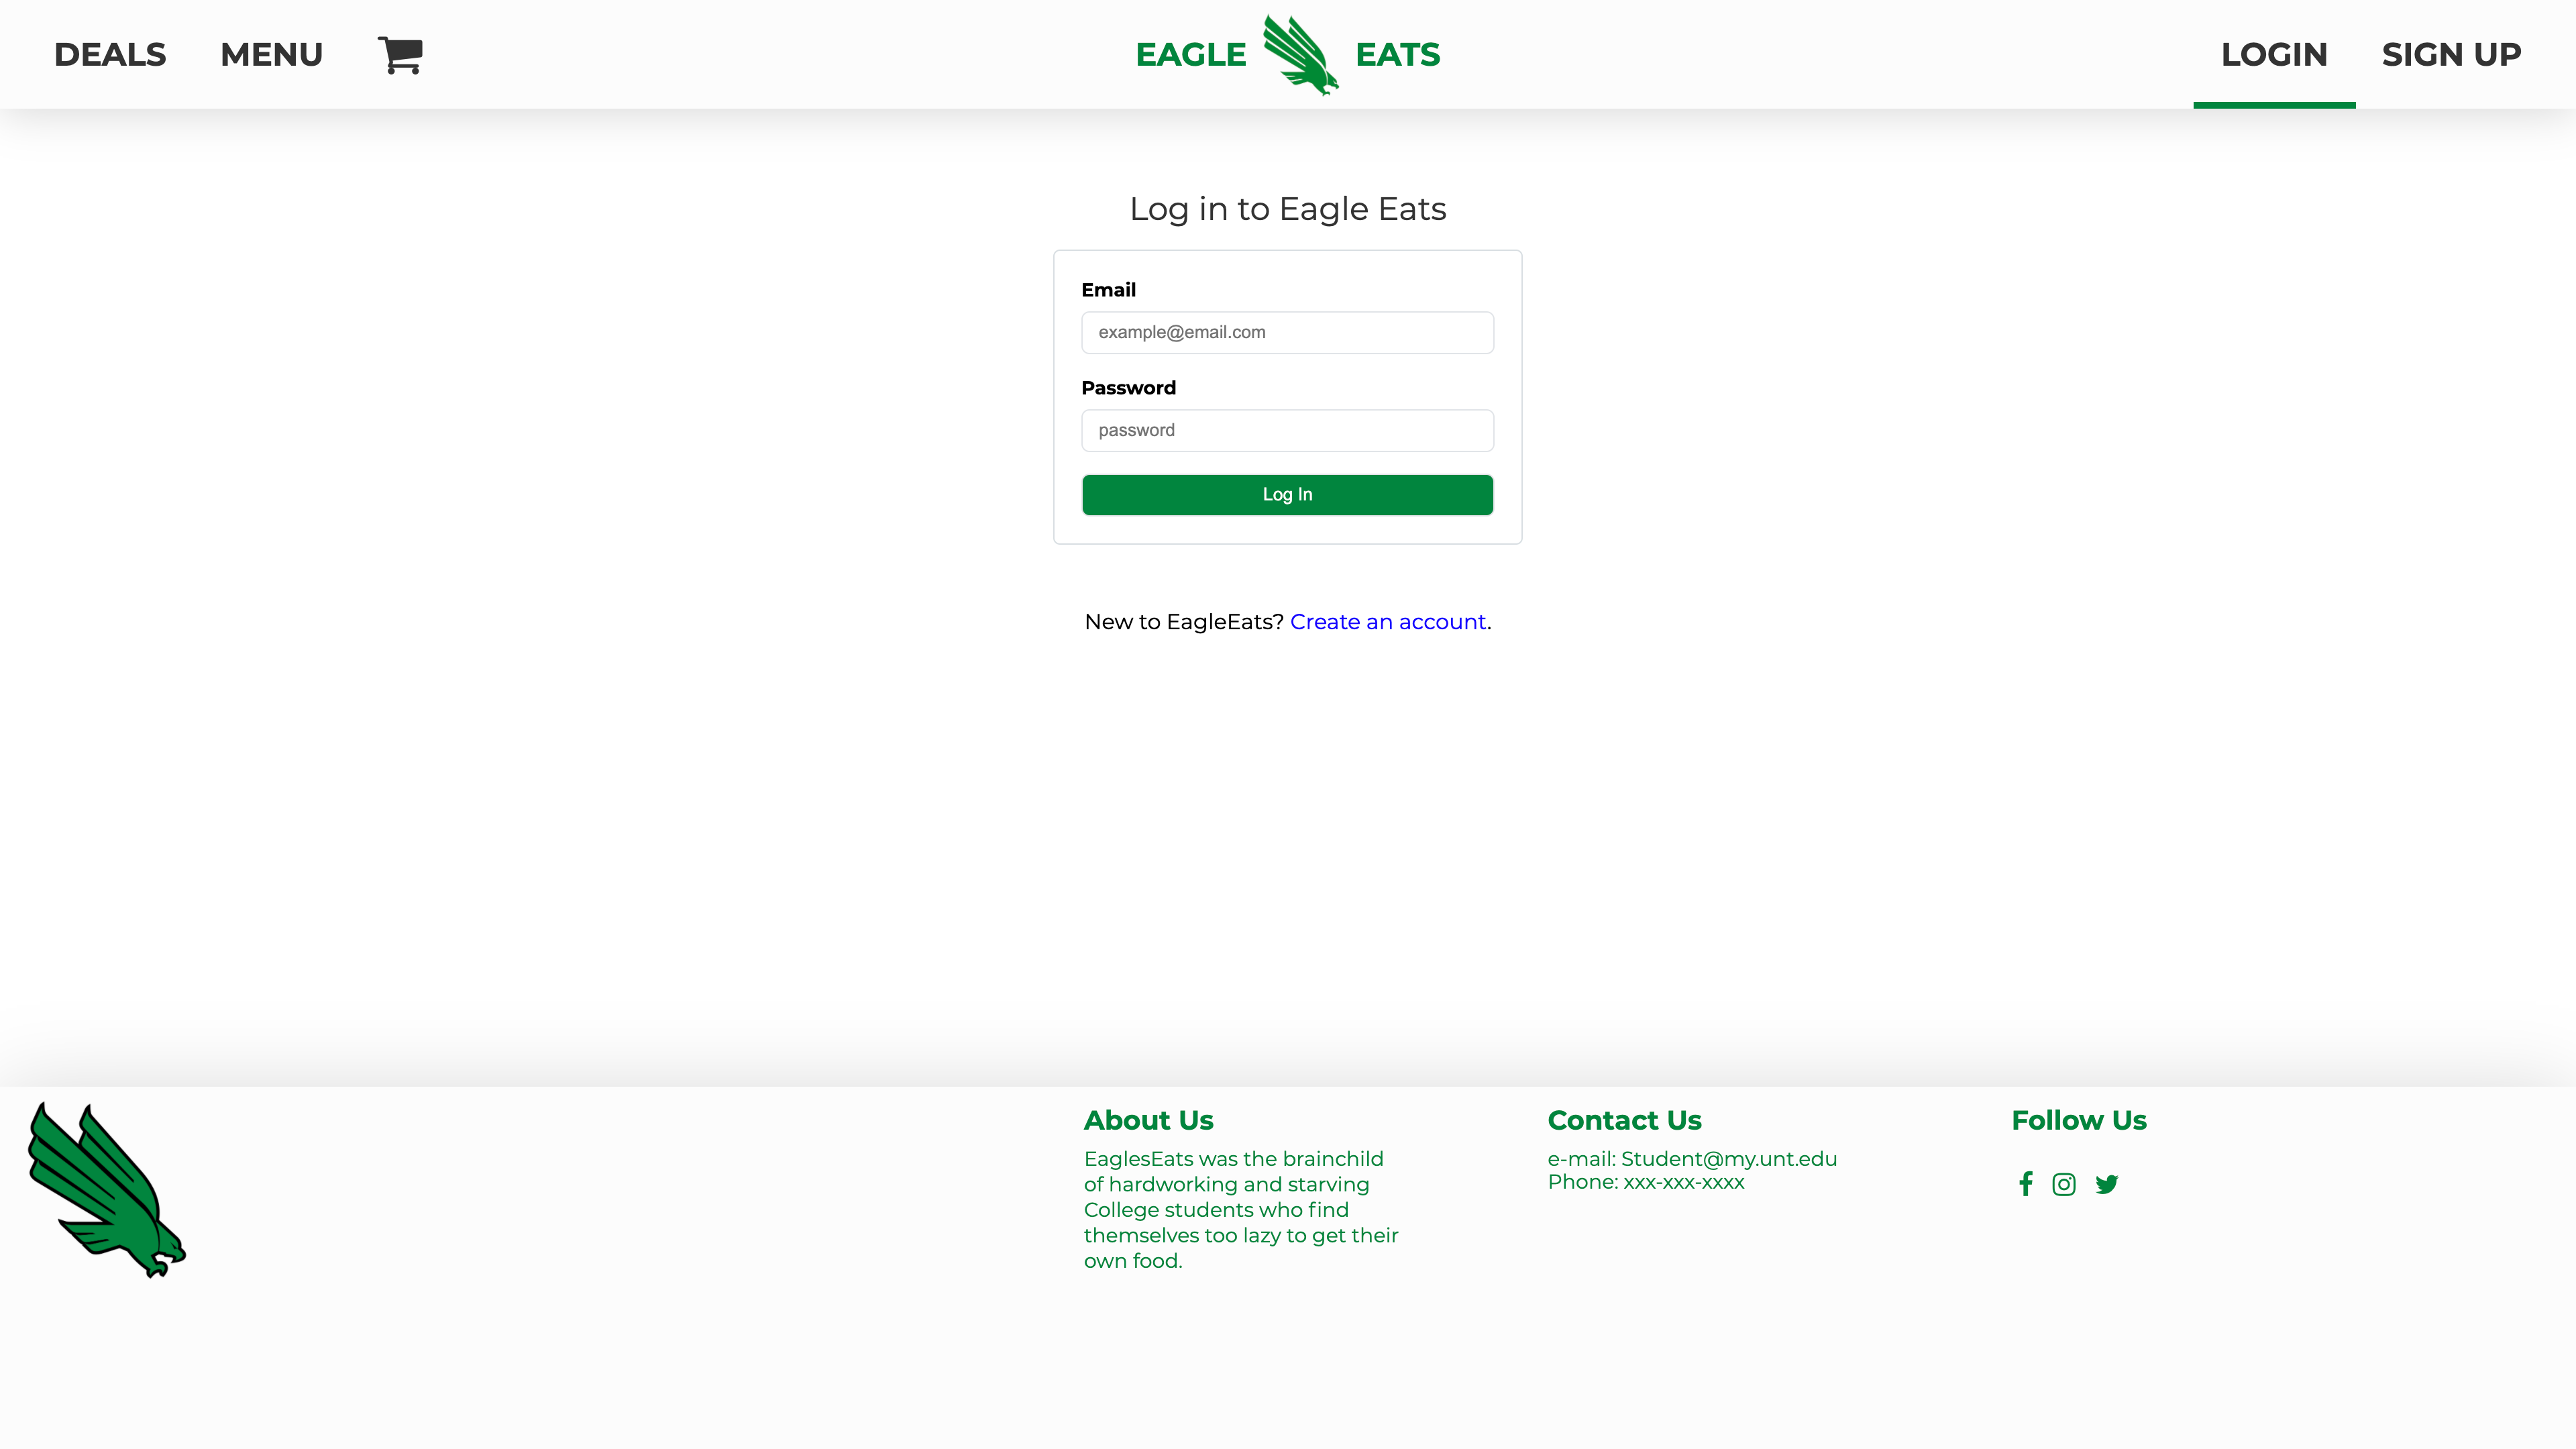 DEALS MENU EAGLE EATS LOGIN SIGN UP
Log in to Eagle Eats
Email
example@email.com
Password
password
Log In
New to EagleEats? Create an account.
About Us
EaglesEats was the brainchild
of hardworking and starving
College students who find
themselves too lazy to get their
own food.
Contact Us
e-mail: Student@my.unt.edu
Phone: xxx-xxx-xxxx
Follow Us